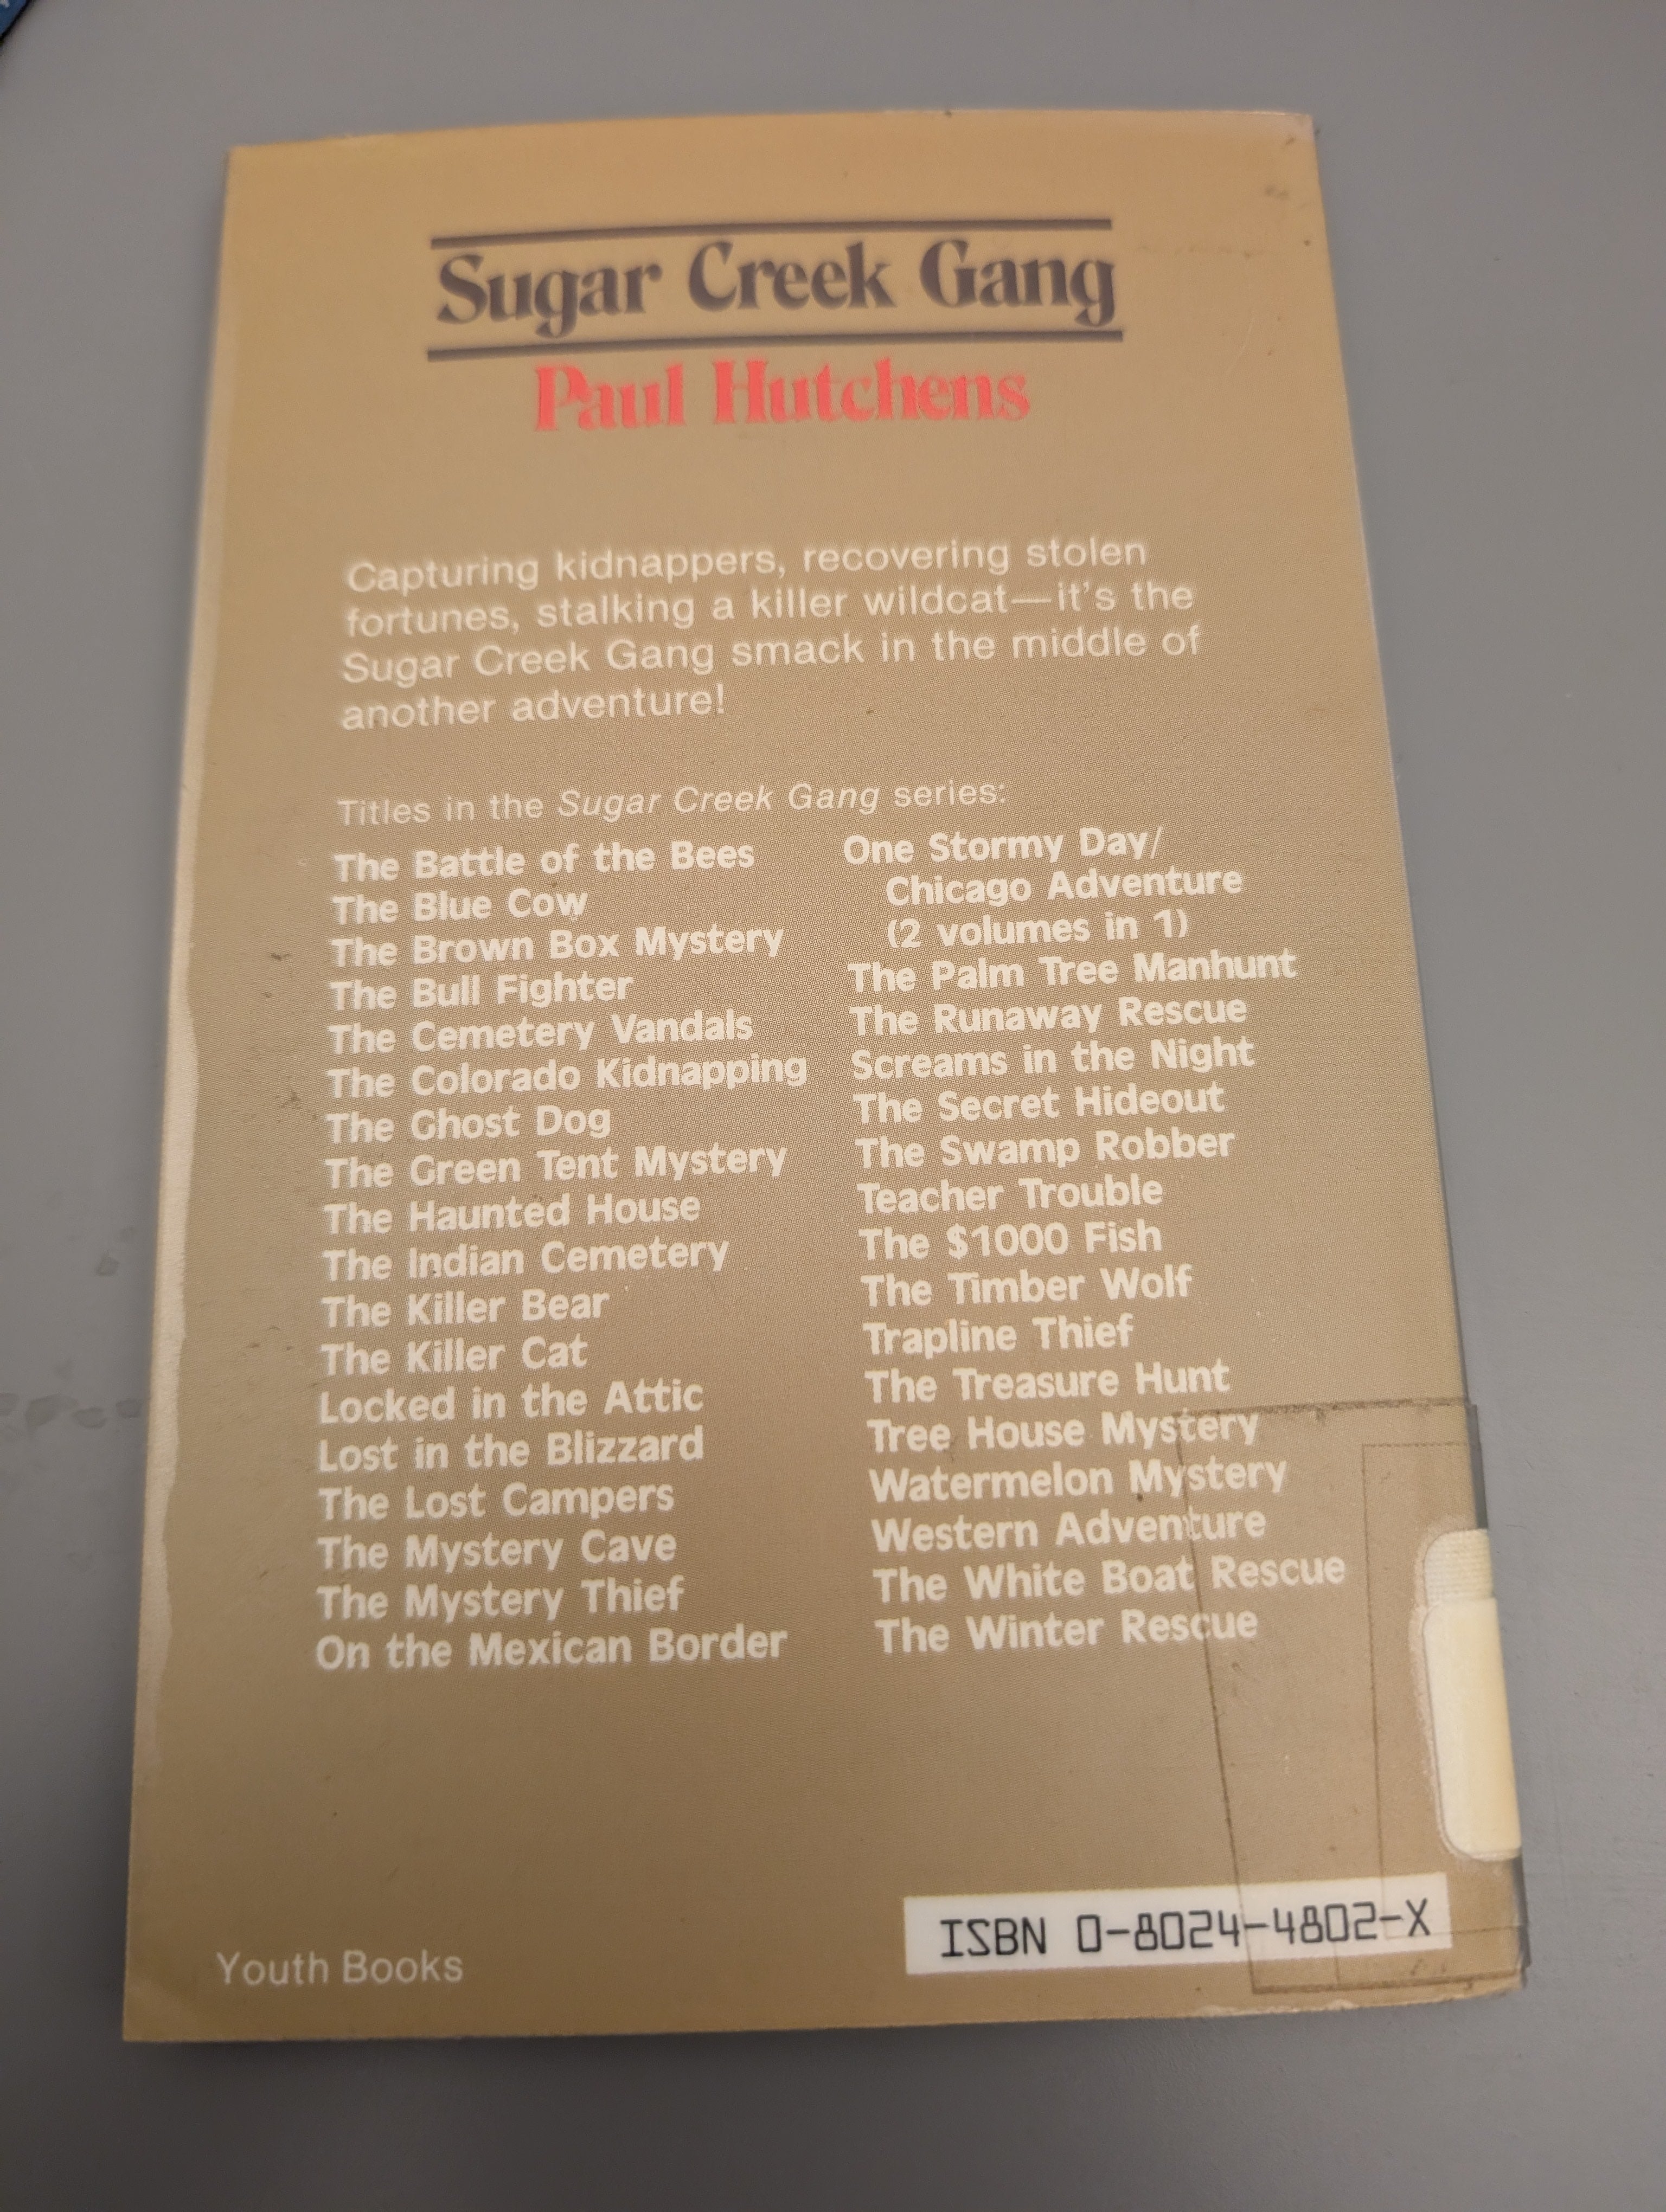 Sugar Creek Gang
Paul Hutchens
Capturing kidnappers, recovering stolen
fortunes, stalking a killer wildcat—it's the
Sugar Creek Gang smack in the middle of
another adventure!
Titles in the Sugar Creek Gang series:
The Battle of the Bees
The Blue Cow
The Brown Box Mystery
The Bull Fighter
The Cemetery Vandals
The Colorado Kidnapping
The Ghost Dog
The Green Tent Mystery
The Haunted House
The Indian Cemetery
The Killer Bear
The Killer Cat
Locked in the Attic
Lost in the Blizzard
The Lost Campers
The Mystery Cave
The Mystery Thief
On the Mexican Border
One Stormy Day/
Chicago Adventure
(2 volumes in 1)
The Palm Tree Manhunt
The Runaway Rescue
Screams in the Night
The Secret Hideout
The Swamp Robber
Teacher Trouble
The $1000 Fish
The Timber Wolf
Trapline Thief
The Treasure Hunt
Tree House Mystery
Watermelon Mystery
Western Adventure
The White Boat Rescue
The Winter Rescue
Youth Books
ISBN 0-8024-4802-X